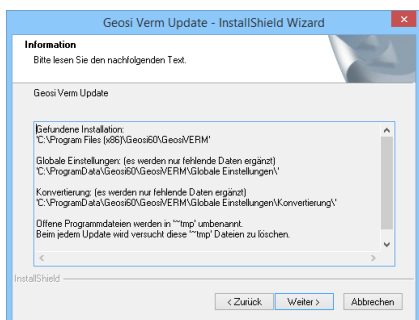 Geosi Verm Update - InstallShield Wizard
Information
Bitte lesen Sie den nachfolgenden Text.
Geosi Verm Update
Gefundene Installation:
'C:\Program Files (x86)\Geosi60\GeosiVERM'
Globale Einstellungen: (es werden nur fehlende Daten ergänzt)
'C:\ProgramData\Geosi60\GeosiVERM\Globale Einstellungen\'
Konvertierung: (es werden nur fehlende Daten ergänzt)
'C:\ProgramData\Geosi60\GeosiVERM\Globale Einstellungen\Konvertierung\'
Offene Programmdateien werden in '~tmp' umbenannt.
Beim jedem Update wird versucht diese '~tmp' Dateien zu löschen.
InstallShield
< Zurück
Weiter >
Abbrechen